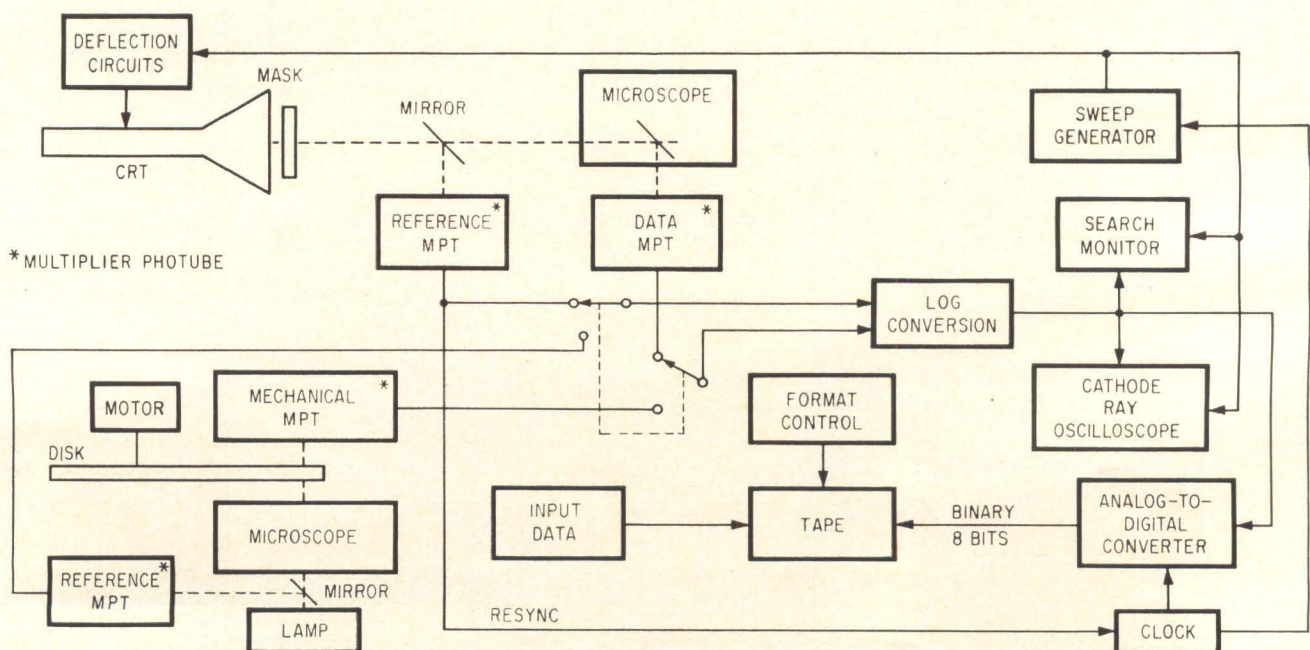 DEFLECTION
CIRCUITS
MASK
CRT
MIRROR
MICROSCOPE
SWEEP
GENERATOR
REFERENCE*
MPT
DATA *
MPT
SEARCH
MONITOR
*MULTIPLIER PHOTUBE
LOG
CONVERSION
MOTOR
MECHANICAL *
MPT
FORMAT
CONTROL
CATHODE
RAY
OSCILLOSCOPE
DISK
INPUT
DATA
TAPE
BINARY
8 BITS
ANALOG-TO-
DIGITAL
CONVERTER
MICROSCOPE
REFERENCE*
MPT
MIRROR
LAMP
RESYNC
CLOCK